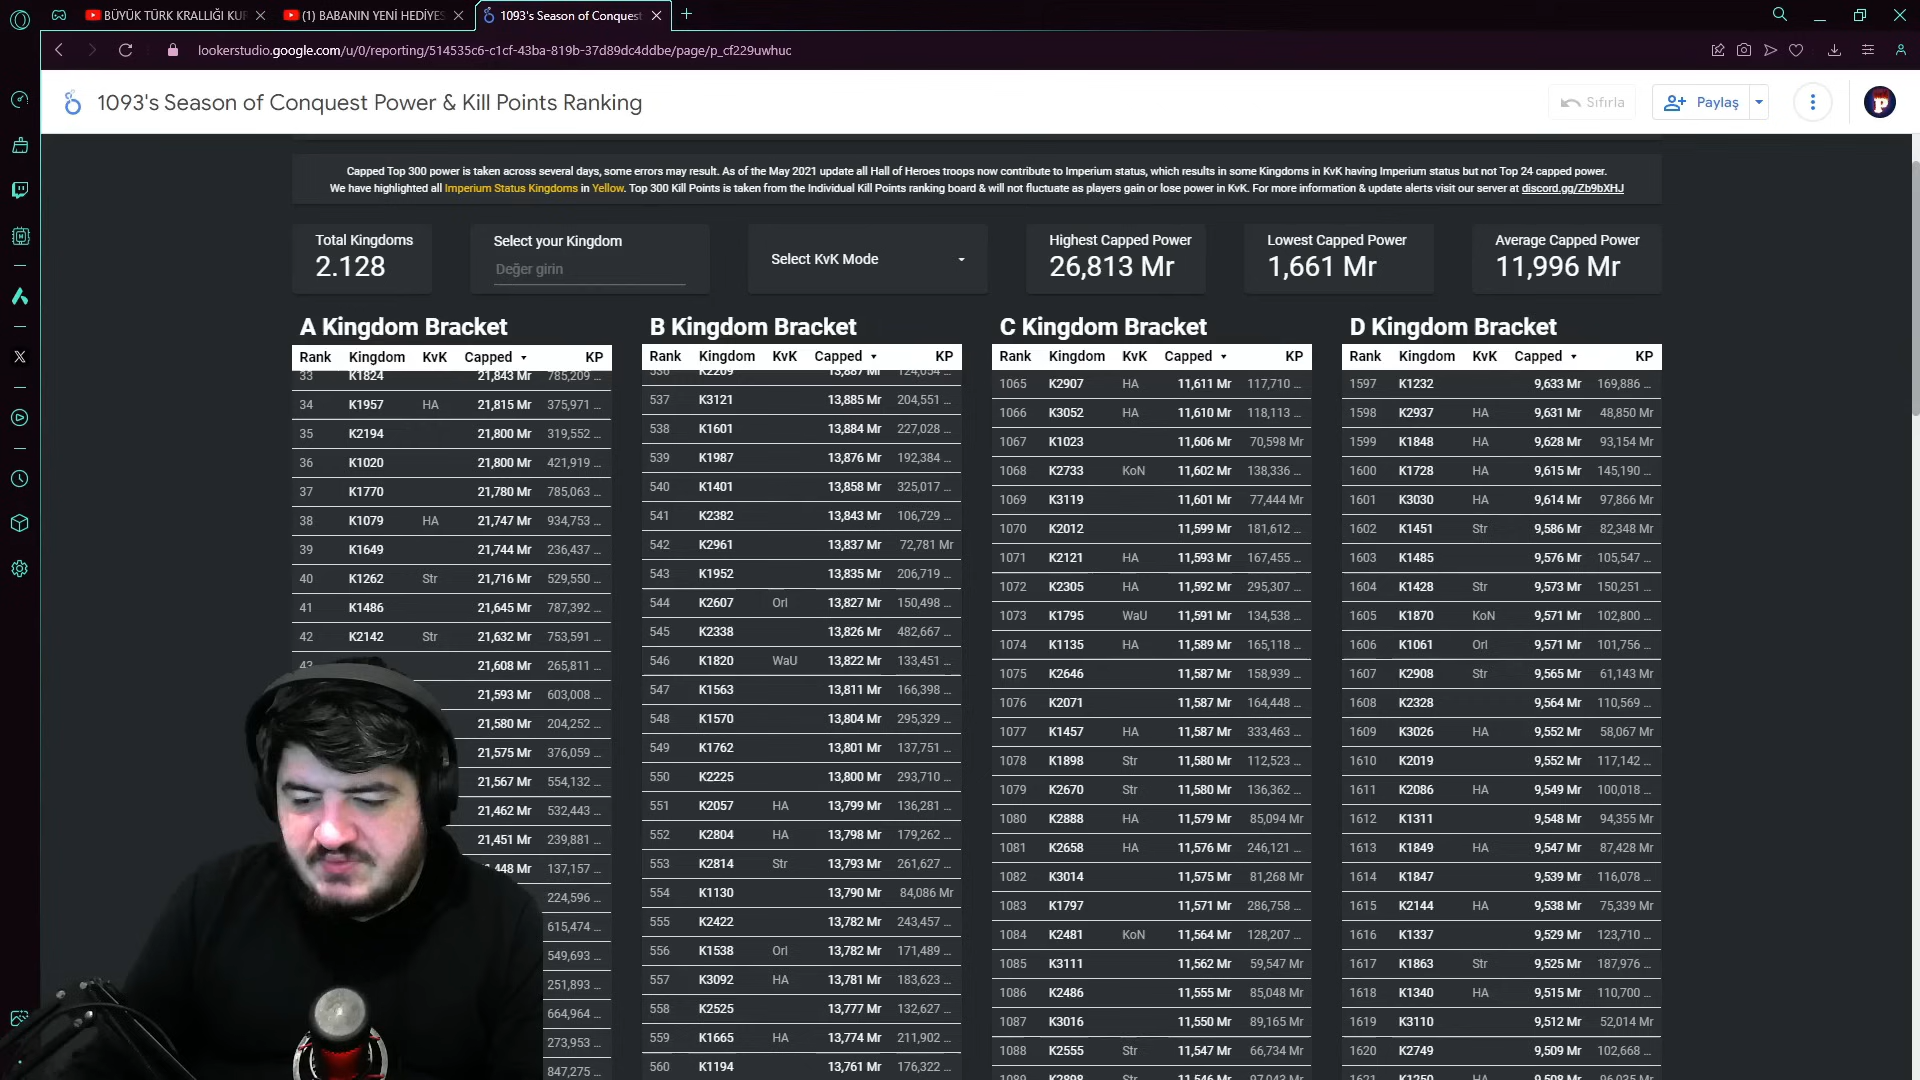 BÜYÜK TÜRK KRALLIĞI KUR
(1) BABANIN YENİ HEDİYES
1093's Season of Conquest
lookerstudio.google.com/u/0/reporting/514535c6-c1cf-43ba-819b-37d89dc4ddbe/page/p_cf229uwhuc
1093's Season of Conquest Power & Kill Points Ranking
Sıfırla
Paylaş
Capped Top 300 power is taken across several days, some errors may result. As of the May 2021 update all Hall of Heroes troops now contribute to Imperium status, which results in some Kingdoms in KvK having Imperium status but not Top 24 capped power.
We have highlighted all Imperium Status Kingdoms in Yellow. Top 300 Kill Points is taken from the Individual Kill Points ranking board & will not fluctuate as players gain or lose power in KvK. For more information & update alerts visit our server at discord.gg/Zb9bXHJ
Total Kingdoms
2.128
Select your Kingdom
Değer girin
Select KvK Mode
Highest Capped Power
26,813 Mr
Lowest Capped Power
1,661 Mr
Average Capped Power
11,996 Mr
A Kingdom Bracket
Rank Kingdom KvK Capped KP
33 K1824 21,843 Mr 785,209 ...
34 K1957 HA 21,815 Mr 375,971 ...
35 K2194 21,800 Mr 319,552 ...
36 K1020 21,800 Mr 421,919 ...
37 K1770 21,780 Mr 785,063 ...
38 K1079 HA 21,747 Mr 934,753 ...
39 K1649 21,744 Mr 236,437 ...
40 K1262 Str 21,716 Mr 529,550 ...
41 K1486 21,645 Mr 787,392 ...
42 K2142 Str 21,632 Mr 753,591 ...
43 21,608 Mr 265,811 ...
21,593 Mr 603,008 ...
21,580 Mr 204,252 ...
21,575 Mr 376,059 ...
21,567 Mr 554,132 ...
21,462 Mr 532,443 ...
21,451 Mr 239,881 ...
448 Mr 137,157 ...
224,596 ...
615,474 ...
549,693 ...
251,893 ...
664,964 ...
273,953 ...
847,275 ...
B Kingdom Bracket
Rank Kingdom KvK Capped KP
536 K2209 13,887 Mr 124,054 ...
537 K3121 13,885 Mr 204,551 ...
538 K1601 13,884 Mr 227,028 ...
539 K1987 13,876 Mr 192,384 ...
540 K1401 13,858 Mr 325,017 ...
541 K2382 13,843 Mr 106,729 ...
542 K2961 13,837 Mr 72,781 Mr
543 K1952 13,835 Mr 206,719 ...
544 K2607 Orl 13,827 Mr 150,498 ...
545 K2338 13,826 Mr 482,667 ...
546 K1820 WaU 13,822 Mr 133,451 ...
547 K1563 13,811 Mr 166,398 ...
548 K1570 13,804 Mr 295,329 ...
549 K1762 13,801 Mr 137,751 ...
550 K2225 13,800 Mr 293,710 ...
551 K2057 HA 13,799 Mr 136,281 ...
552 K2804 HA 13,798 Mr 179,262 ...
553 K2814 Str 13,793 Mr 261,627 ...
554 K1130 13,790 Mr 84,086 Mr
555 K2422 13,782 Mr 243,457 ...
556 K1538 Orl 13,782 Mr 171,489 ...
557 K3092 HA 13,781 Mr 183,623 ...
558 K2525 13,777 Mr 132,627 ...
559 K1665 HA 13,774 Mr 211,902 ...
560 K1194 13,761 Mr 176,322 ...
C Kingdom Bracket
Rank Kingdom KvK Capped KP
1065 K2907 HA 11,611 Mr 117,710 ...
1066 K3052 HA 11,610 Mr 118,113 ...
1067 K1023 11,606 Mr 70,598 Mr
1068 K2733 KoN 11,602 Mr 138,336 ...
1069 K3119 11,601 Mr 77,444 Mr
1070 K2012 11,599 Mr 181,612 ...
1071 K2121 HA 11,593 Mr 167,455 ...
1072 K2305 HA 11,592 Mr 295,307 ...
1073 K1795 WaU 11,591 Mr 134,538 ...
1074 K1135 HA 11,589 Mr 165,118 ...
1075 K2646 11,587 Mr 158,939 ...
1076 K2071 11,587 Mr 164,448 ...
1077 K1457 HA 11,587 Mr 333,463 ...
1078 K1898 Str 11,580 Mr 112,523 ...
1079 K2670 Str 11,580 Mr 136,362 ...
1080 K2888 HA 11,579 Mr 85,094 Mr
1081 K2658 HA 11,576 Mr 246,121 ...
1082 K3014 11,575 Mr 81,268 Mr
1083 K1797 11,571 Mr 286,758 ...
1084 K2481 KoN 11,564 Mr 128,207 ...
1085 K3111 11,562 Mr 59,547 Mr
1086 K2486 11,555 Mr 85,048 Mr
1087 K3016 11,550 Mr 89,165 Mr
1088 K2555 Str 11,547 Mr 66,734 Mr
1089 K2898 Str 11,546 Mr 97,043 Mr
D Kingdom Bracket
Rank Kingdom KvK Capped KP
1597 K1232 9,633 Mr 169,886 ...
1598 K2937 HA 9,631 Mr 48,850 Mr
1599 K1848 HA 9,628 Mr 93,154 Mr
1600 K1728 HA 9,615 Mr 145,190 ...
1601 K3030 HA 9,614 Mr 97,866 Mr
1602 K1451 Str 9,586 Mr 82,348 Mr
1603 K1485 9,576 Mr 105,547 ...
1604 K1428 Str 9,573 Mr 150,251 ...
1605 K1870 KoN 9,571 Mr 102,800 ...
1606 K1061 Orl 9,571 Mr 101,756 ...
1607 K2908 Str 9,565 Mr 61,143 Mr
1608 K2328 9,564 Mr 110,569 ...
1609 K3026 HA 9,552 Mr 58,067 Mr
1610 K2019 9,552 Mr 117,142 ...
1611 K2086 HA 9,549 Mr 100,018 ...
1612 K1311 9,548 Mr 94,355 Mr
1613 K1849 HA 9,547 Mr 87,428 Mr
1614 K1847 9,539 Mr 116,078 ...
1615 K2144 HA 9,538 Mr 75,339 Mr
1616 K1337 9,529 Mr 123,710 ...
1617 K1863 Str 9,525 Mr 187,976 ...
1618 K1340 HA 9,515 Mr 110,700 ...
1619 K3110 9,512 Mr 52,014 Mr
1620 K2749 9,509 Mr 102,668 ...
1621 K1250 HA 9,508 Mr 96,035 Mr